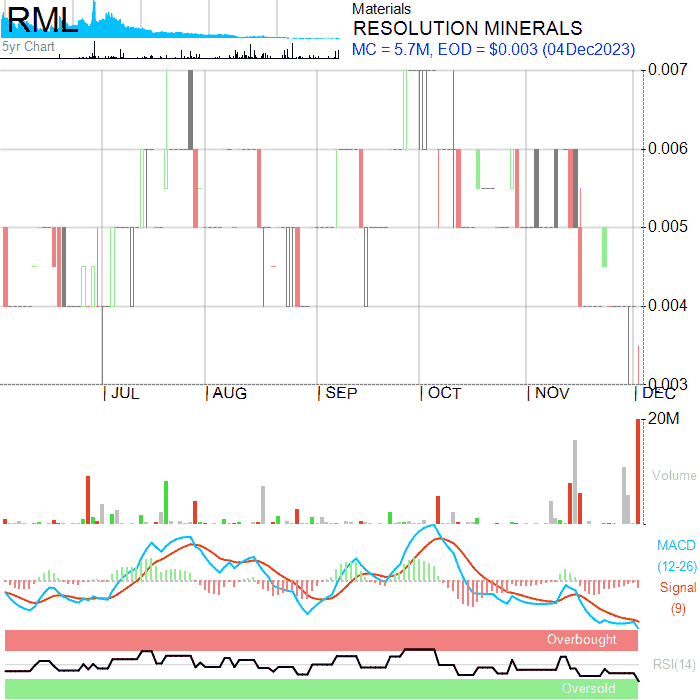 RML
5yr Chart
Materials
RESOLUTION MINERALS
MC = 5.7M, EOD = $0.003 (04Dec2023)
0.007
0.006
0.005
0.004
0.003
JUL AUG SEP OCT NOV DEC
20M
Volume
MACD
(12-26)
Signal
(9)
Overbought
RSI(14)
Oversold